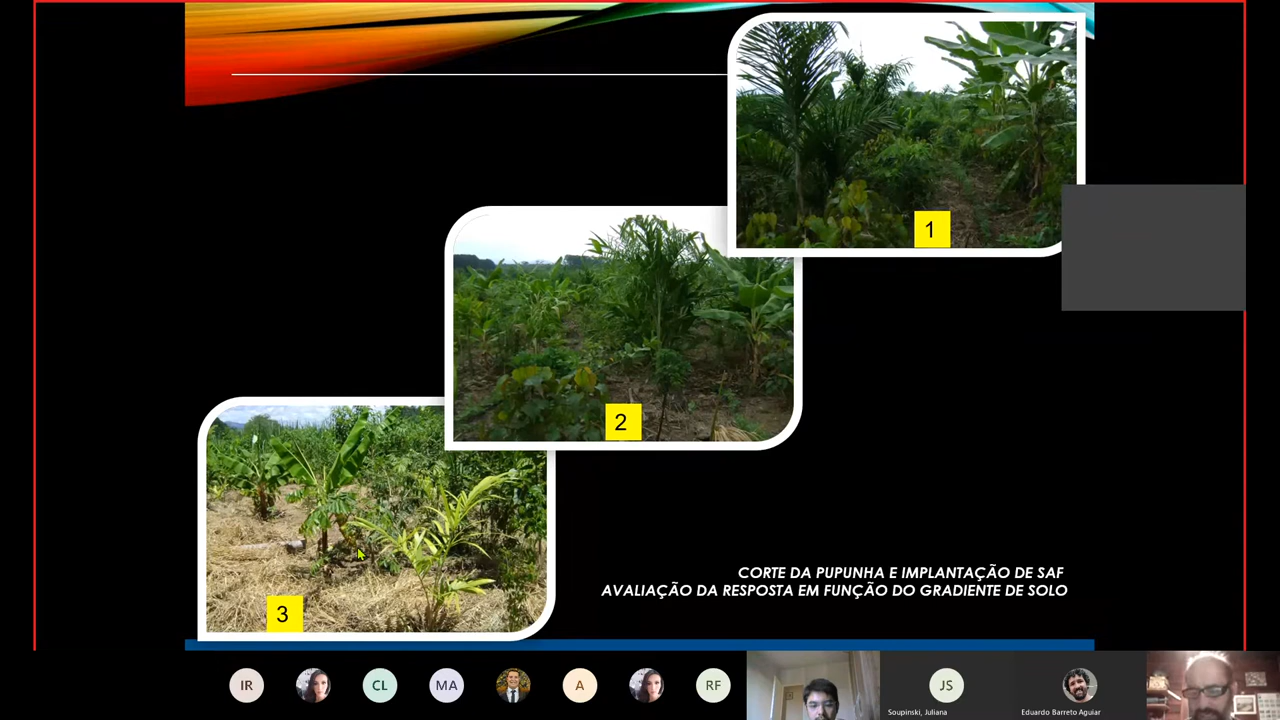 1
2
3
CORTE DA PUPUNHA E IMPLANTAÇÃO DE SAF
AVALIAÇÃO DA RESPOSTA EM FUNÇÃO DO GRADIENTE DE SOLO
IR
CL
MA
A
RF
JS
Soupinski, Juliana
Eduardo Barreto Aguiar